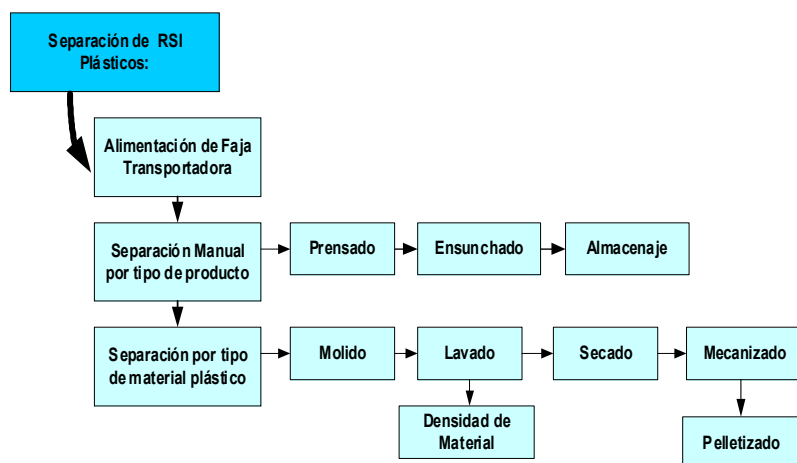 Separación de RSI
Plásticos:
Alimentación de Faja
Transportadora
Separación Manual
por tipo de producto
Prensado
Ensunchado
Almacenaje
Separación por tipo
de material plástico
Molido
Lavado
Secado
Mecanizado
Densidad de
Material
Pelletizado